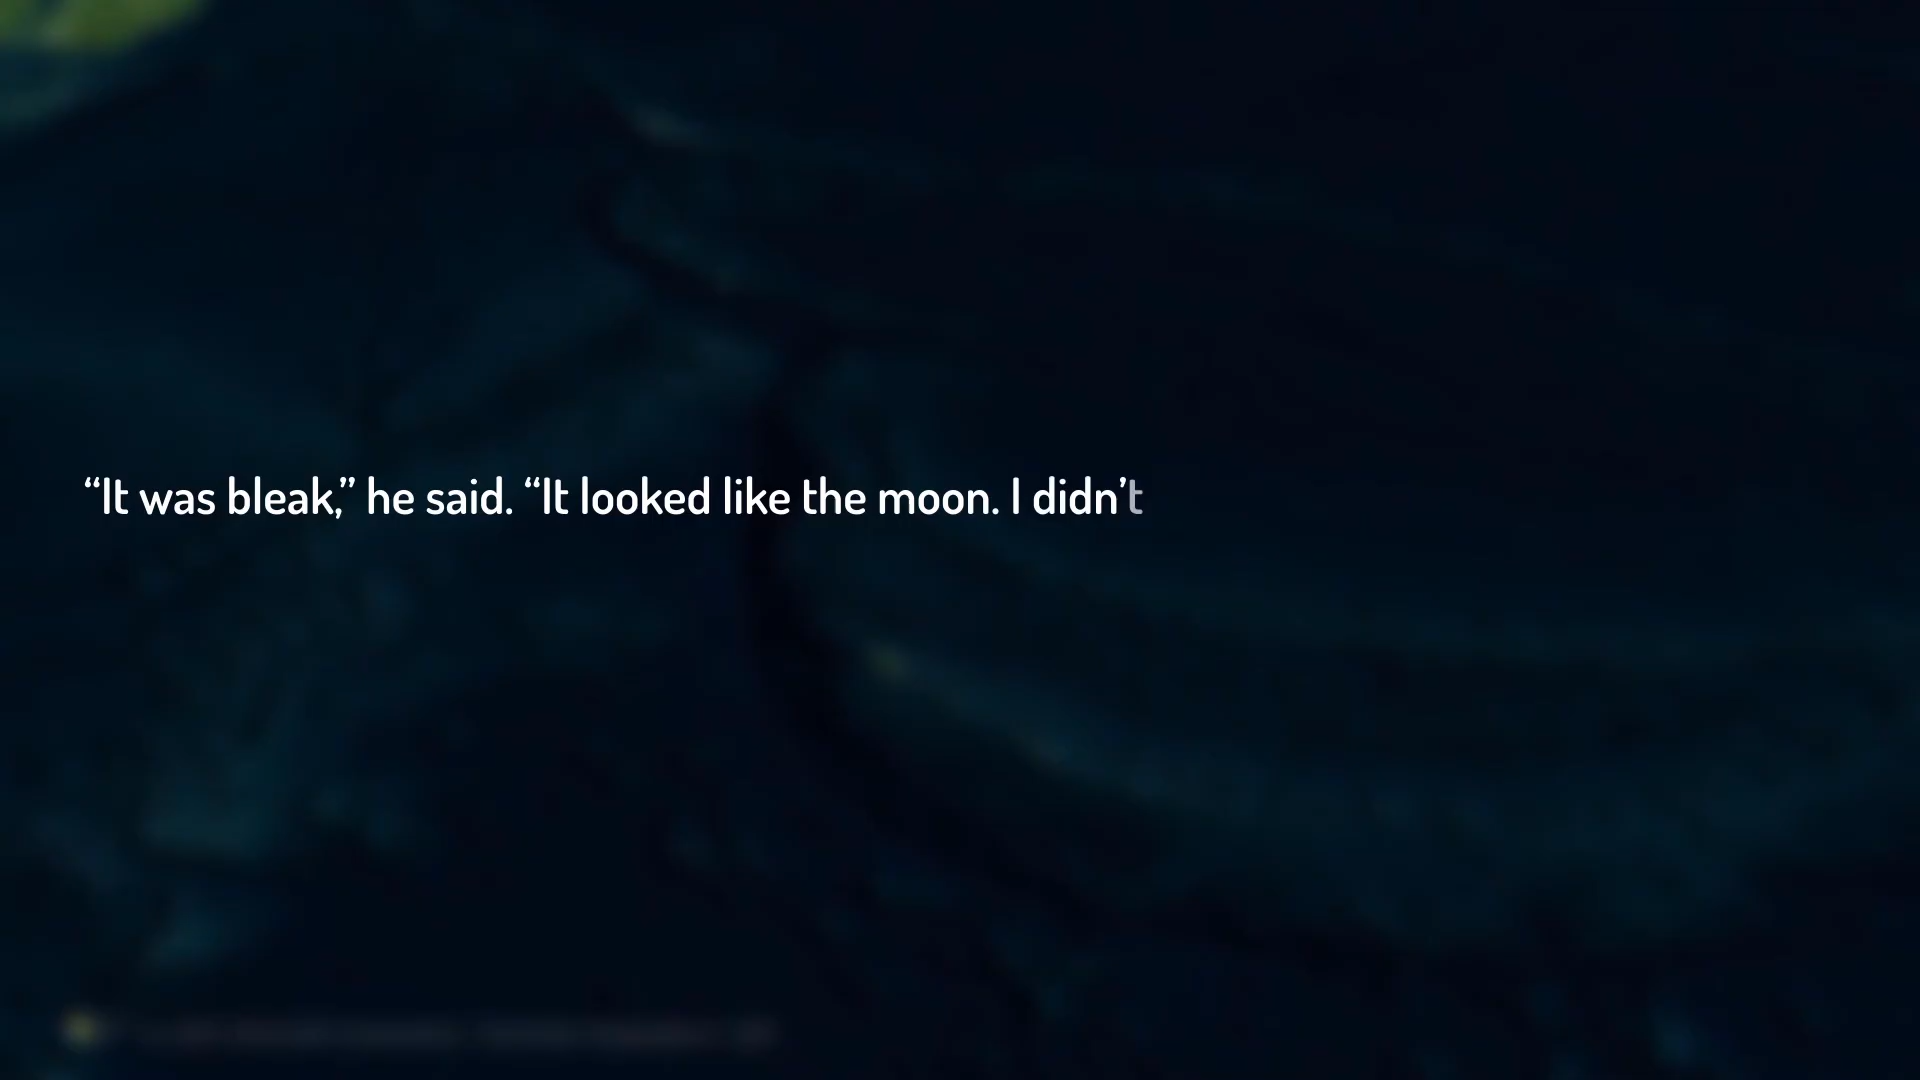 “It was bleak,” he said. “It looked like the moon. I didn’t